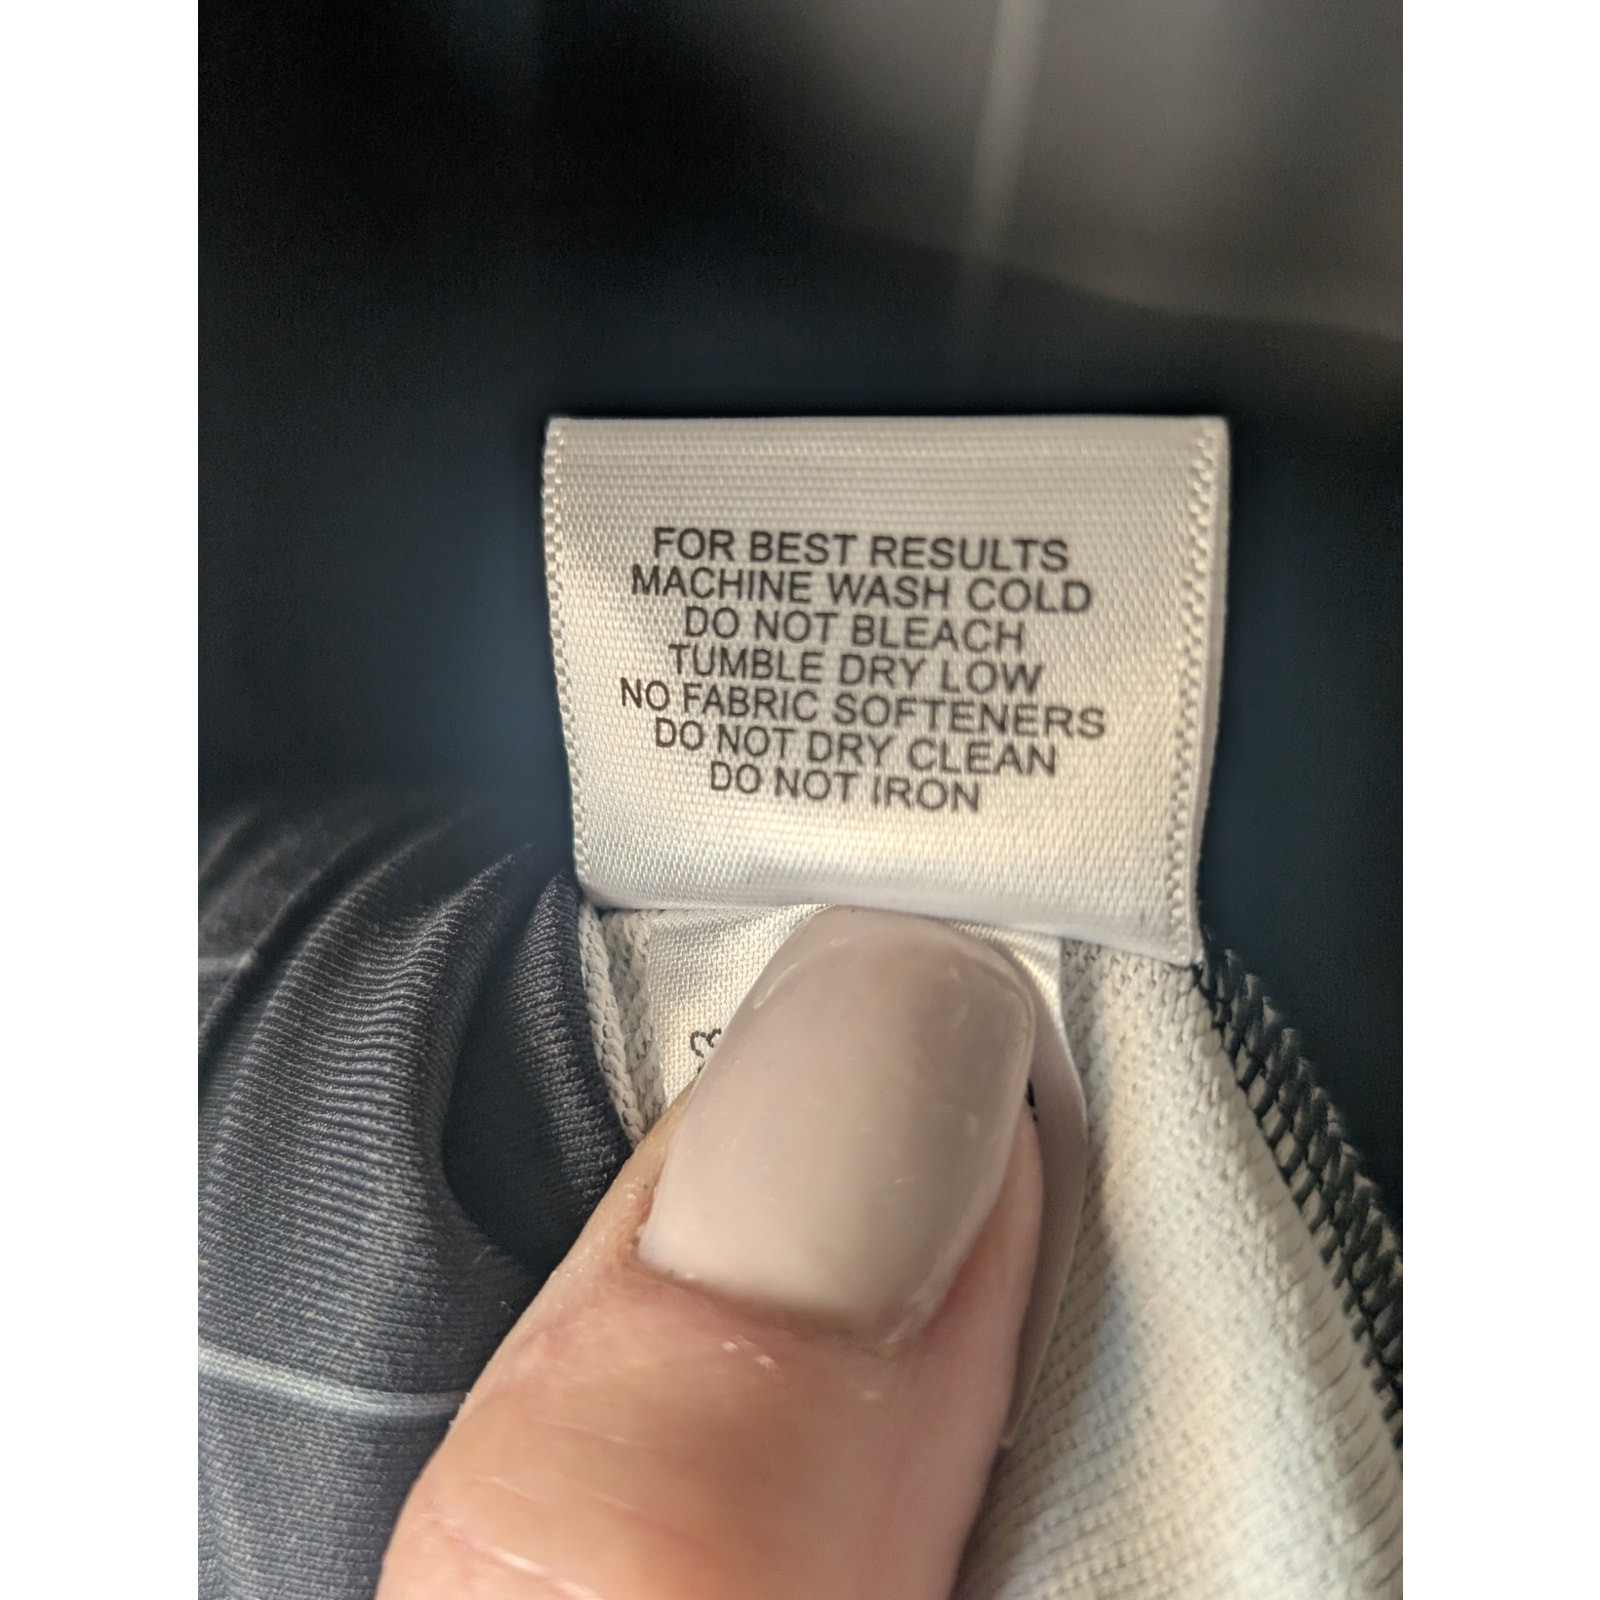 FOR BEST RESULTS
MACHINE WASH COLD
DO NOT BLEACH
TUMBLE DRY LOW
NO FABRIC SOFTENERS
DO NOT DRY CLEAN
DO NOT IRON